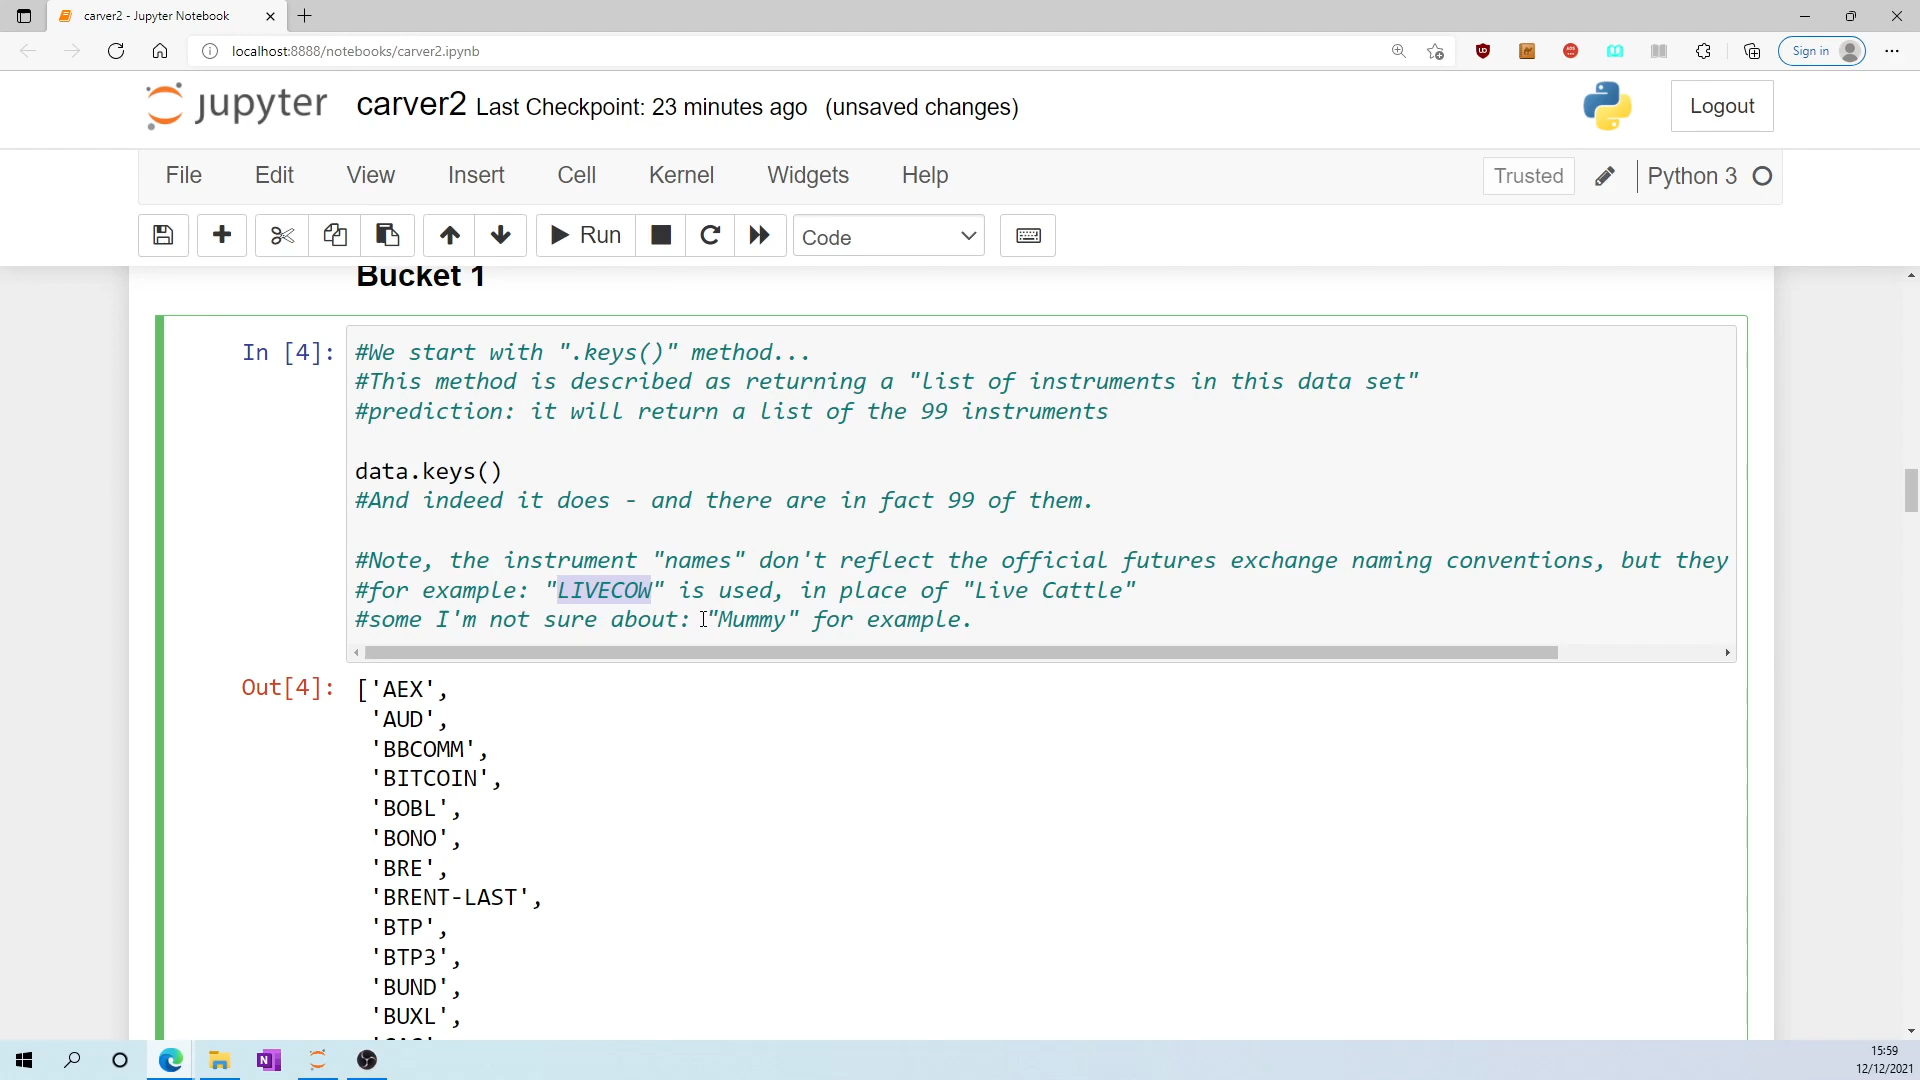 carver2 - Jupyter Notebook
localhost:8888/notebooks/carver2.ipynb
Sign in
jupyter carver2 Last Checkpoint: 23 minutes ago (unsaved changes)
Logout
File Edit View Insert Cell Kernel Widgets Help
Trusted
Python 3
Run
Code
Bucket 1
In [4]:
#We start with ".keys()" method...
#This method is described as returning a "list of instruments in this data set"
#prediction: it will return a list of the 99 instruments
data.keys()
#And indeed it does - and there are in fact 99 of them.
#Note, the instrument "names" don't reflect the official futures exchange naming conventions, but they
#for example: "LIVECOW" is used, in place of "Live Cattle"
#some I'm not sure about: "Mummy" for example.
Out[4]: ['AEX',
'AUD',
'BBCOMM',
'BITCOIN',
'BOBL',
'BONO',
'BRE',
'BRENT-LAST',
'BTP',
'BTP3',
'BUND',
'BUXL',
15:59
12/12/2021